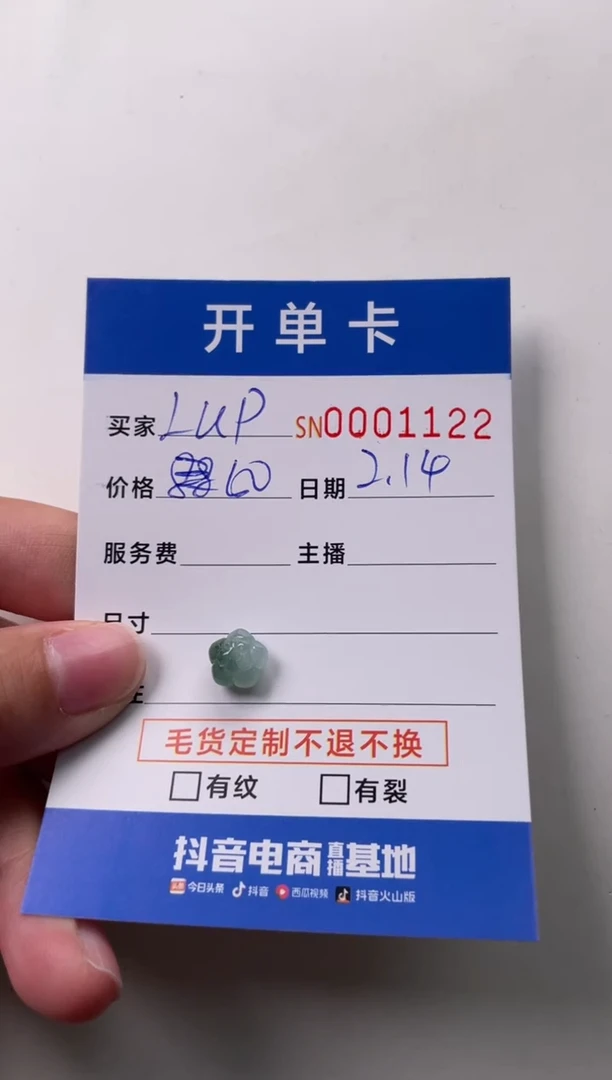 开单卡
买家 LUP SN0001122
价格 60 日期 2.14
服务费 主播
寸
毛货定制不退不换
有纹 有裂
抖音电商直播基地
今日头条 抖音 西瓜视频 抖音火山版